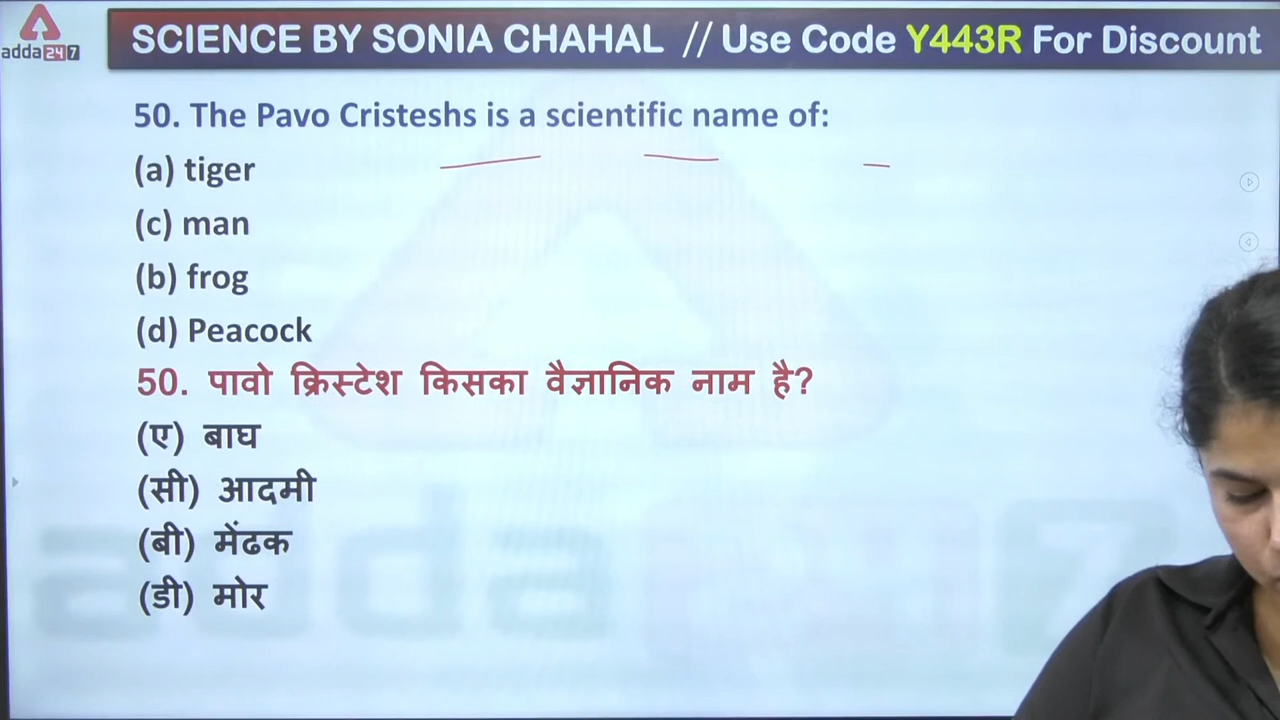 adda247
SCIENCE BY SONIA CHAHAL // Use Code Y443R For Discount
50. The Pavo Cristeshs is a scientific name of:
(a) tiger
(c) man
(b) frog
(d) Peacock
50. पावो क्रिस्टेश किसका वैज्ञानिक नाम है?
(ए) बाघ
(सी) आदमी
(बी) मेंढक
(डी) मोर
adda247